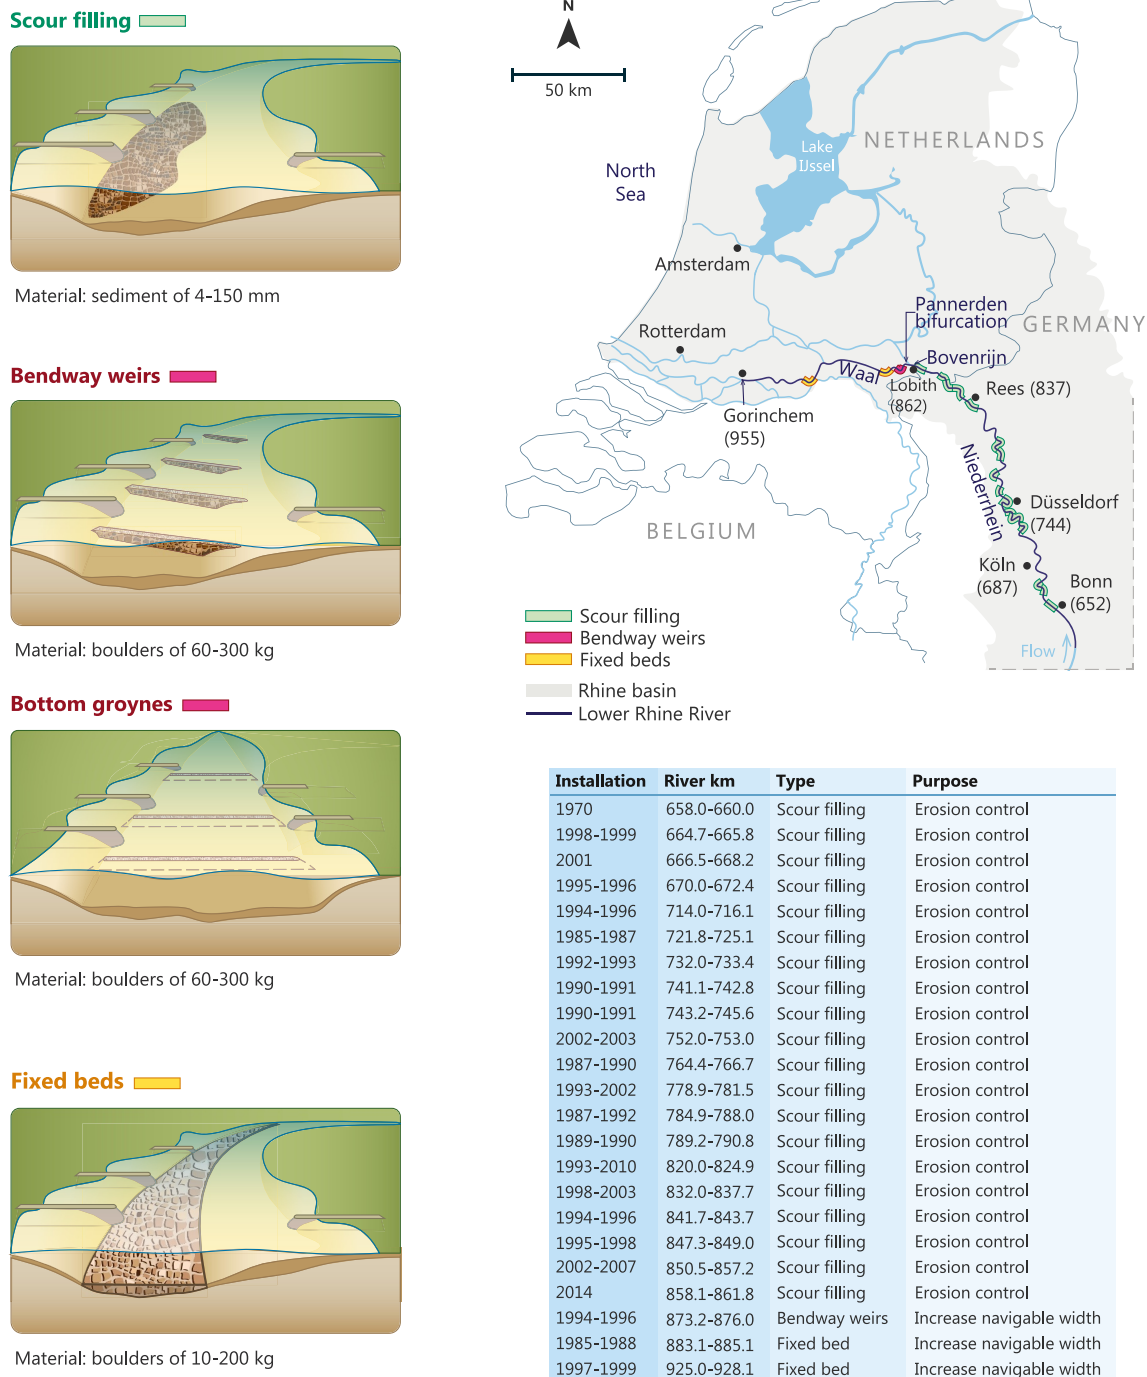 Scour filling
Material: sediment of 4-150 mm
Bendway weirs
Material: boulders of 60-300 kg
Bottom groynes
Material: boulders of 60-300 kg
Fixed beds
Material: boulders of 10-200 kg
N
50 km
North
Sea
Lake
IJssel
NETHERLANDS
Amsterdam
Rotterdam
Pannerden
bifurcation
GERMANY
Bovenrijn
Waal
Lobith
(862)
Rees (837)
Gorinchem
(955)
Niederrhein
Düsseldorf
(744)
BELGIUM
Köln
(687)
Bonn
(652)
Flow
Scour filling
Bendway weirs
Fixed beds
Rhine basin
Lower Rhine River
Installation River km Type Purpose
1970 658.0-660.0 Scour filling Erosion control
1998-1999 664.7-665.8 Scour filling Erosion control
2001 666.5-668.2 Scour filling Erosion control
1995-1996 670.0-672.4 Scour filling Erosion control
1994-1996 714.0-716.1 Scour filling Erosion control
1985-1987 721.8-725.1 Scour filling Erosion control
1992-1993 732.0-733.4 Scour filling Erosion control
1990-1991 741.1-742.8 Scour filling Erosion control
1990-1991 743.2-745.6 Scour filling Erosion control
2002-2003 752.0-753.0 Scour filling Erosion control
1987-1990 764.4-766.7 Scour filling Erosion control
1993-2002 778.9-781.5 Scour filling Erosion control
1987-1992 784.9-788.0 Scour filling Erosion control
1989-1990 789.2-790.8 Scour filling Erosion control
1993-2010 820.0-824.9 Scour filling Erosion control
1998-2003 832.0-837.7 Scour filling Erosion control
1994-1996 841.7-843.7 Scour filling Erosion control
1995-1998 847.3-849.0 Scour filling Erosion control
2002-2007 850.5-857.2 Scour filling Erosion control
2014 858.1-861.8 Scour filling Erosion control
1994-1996 873.2-876.0 Bendway weirs Increase navigable width
1985-1988 883.1-885.1 Fixed bed Increase navigable width
1997-1999 925.0-928.1 Fixed bed Increase navigable width